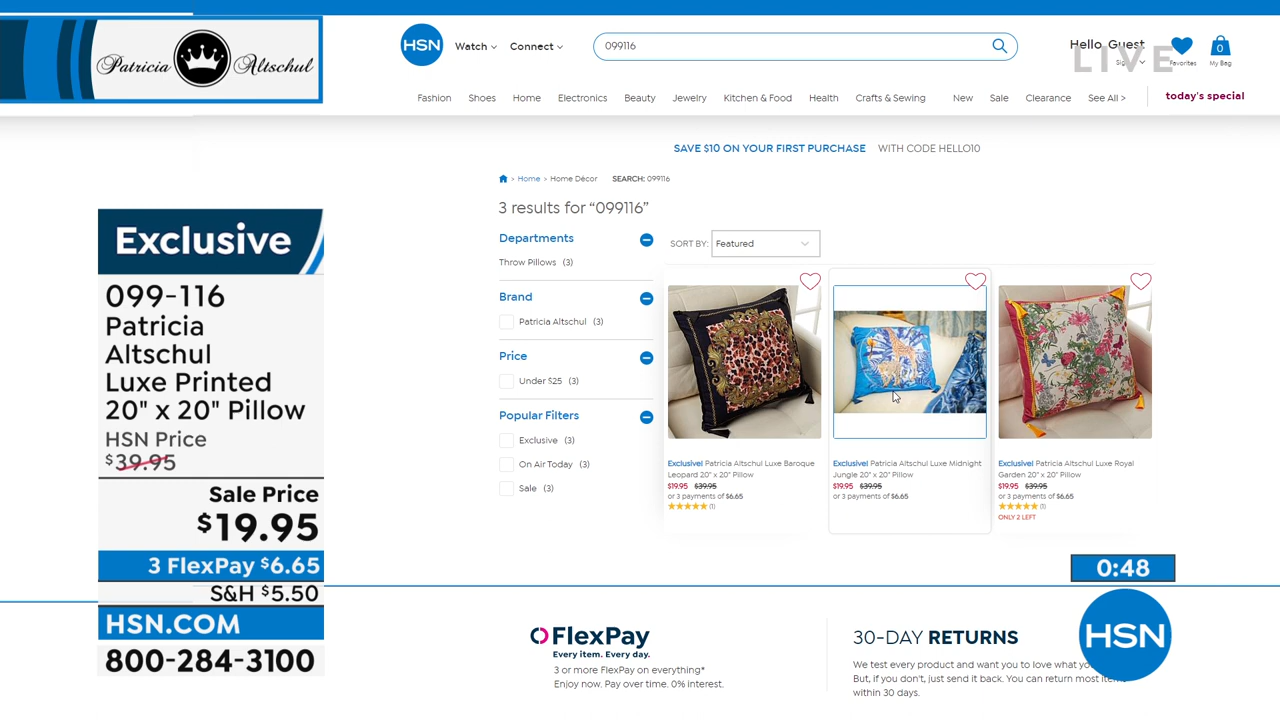 Patricia Altschul
HSN
Watch
Connect
099116
Hello, Guest
LIVE
Favorites
0
My Bag
Fashion
Shoes
Home
Electronics
Beauty
Jewelry
Kitchen & Food
Health
Crafts & Sewing
New
Sale
Clearance
See All >
today's special
SAVE $10 ON YOUR FIRST PURCHASE WITH CODE HELLO10
> Home > Home Décor SEARCH: 099116
3 results for “099116”
Departments
Throw Pillows (3)
Brand
Patricia Altschul (3)
Price
Under $25 (3)
Popular Filters
Exclusive (3)
On Air Today (3)
Sale (3)
SORT BY: Featured
Exclusive! Patricia Altschul Luxe Baroque
Leopard 20" x 20" Pillow
$19.95 $39.95
or 3 payments of $6.65
(1)
Exclusive! Patricia Altschul Luxe Midnight
Jungle 20" x 20" Pillow
$19.95 $39.95
or 3 payments of $6.65
Exclusive! Patricia Altschul Luxe Royal
Garden 20" x 20" Pillow
$19.95 $39.95
or 3 payments of $6.65
(1)
ONLY 2 LEFT
Exclusive
099-116
Patricia
Altschul
Luxe Printed
20" x 20" Pillow
HSN Price
$39.95
Sale Price
$19.95
3 FlexPay $6.65
S&H $5.50
HSN.COM
800-284-3100
0:48
HSN
FlexPay
Every item. Every day.
3 or more FlexPay on everything*
Enjoy now. Pay over time. 0% interest.
30-DAY RETURNS
We test every product and want you to love what
But, if you don't, just send it back. You can return most
within 30 days.